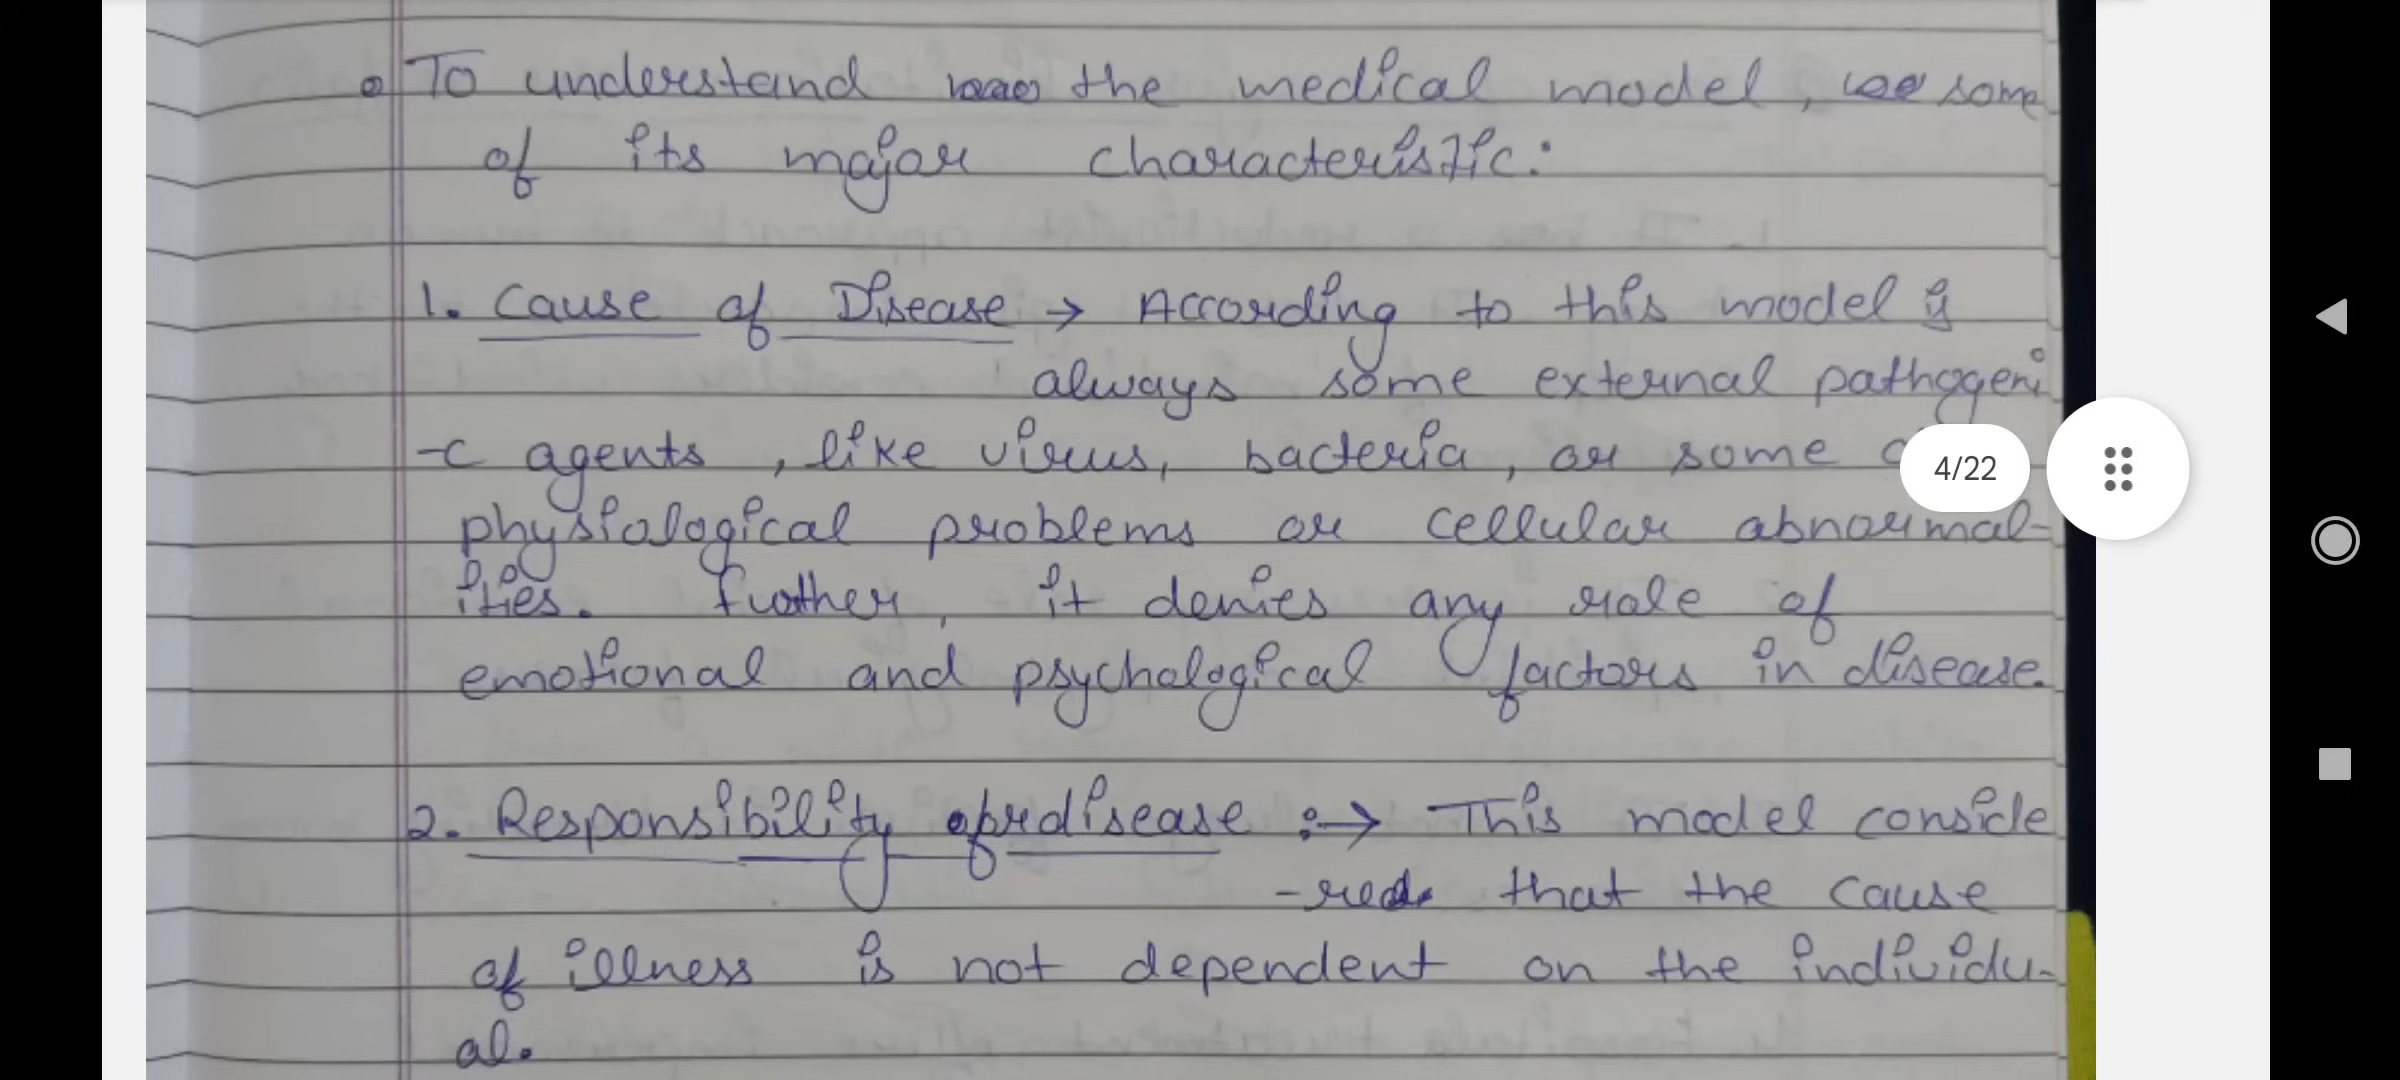 To understand the medical model, some
of its major characteristic:
1. Cause of Disease → According to this model is
always some external pathogeni
-c agents, like virus, bacteria, or some
4/22
physiological problems or cellular abnormal-
ities. Further, it denies any role of
emotional and psychological factors in disease.
2. Responsibility of disease :→ This model conside
-red that the cause
of illness is not dependent on the individu-
al.